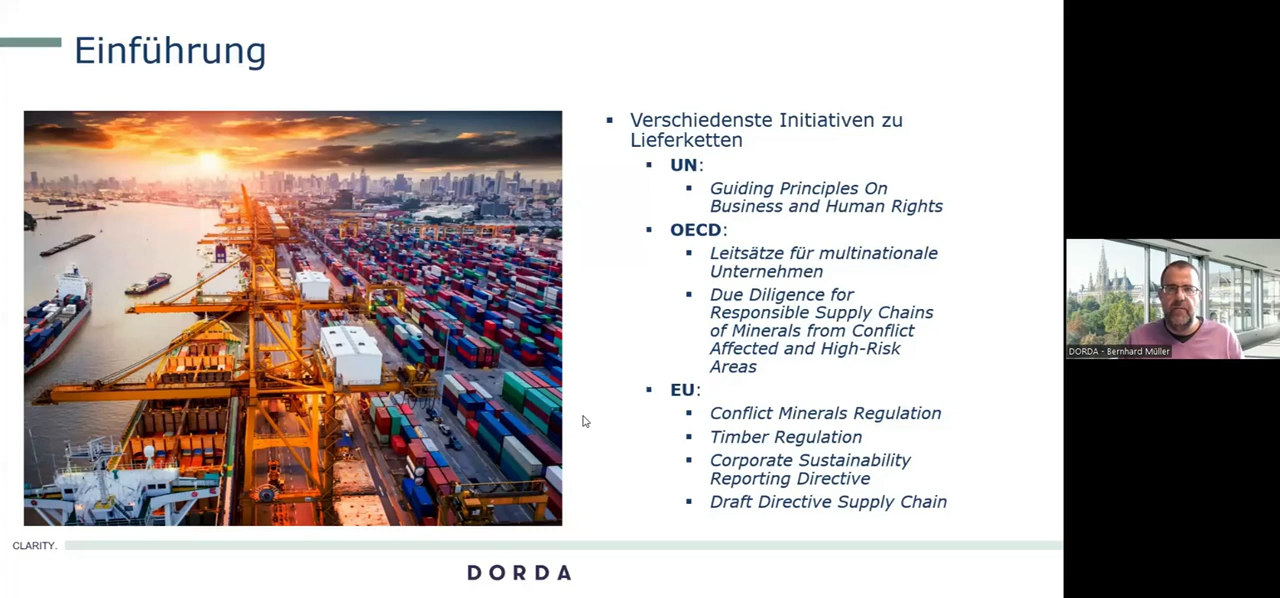 Einführung
Verschiedenste Initiativen zu
Lieferketten
UN:
Guiding Principles On
Business and Human Rights
OECD:
Leitsätze für multinationale
Unternehmen
Due Diligence for
Responsible Supply Chains
of Minerals from Conflict
Affected and High-Risk
Areas
EU:
Conflict Minerals Regulation
Timber Regulation
Corporate Sustainability
Reporting Directive
Draft Directive Supply Chain
CLARITY.
DORDA
DORDA - Bernhard Müller